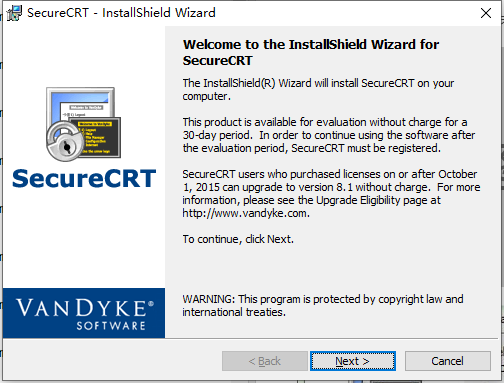 SecureCRT - InstallShield Wizard
Welcome to the InstallShield Wizard for
SecureCRT
The InstallShield(R) Wizard will install SecureCRT on your
computer.
This product is available for evaluation without charge for a
30-day period. In order to continue using the software after
the evaluation period, SecureCRT must be registered.
SecureCRT users who purchased licenses on or after October
1, 2015 can upgrade to version 8.1 without charge. For more
information, please see the Upgrade Eligibility page at
http://www.vandyke.com.
To continue, click Next.
WARNING: This program is protected by copyright law and
international treaties.
SecureCRT
VANDYKE®
SOFTWARE
< Back
Next >
Cancel